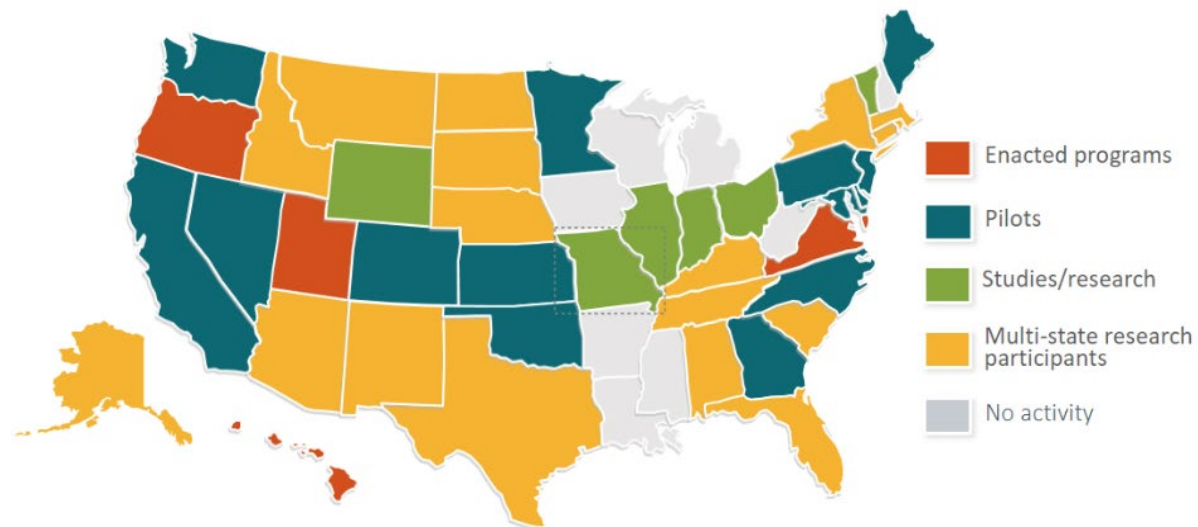 Enacted programs
Pilots
Studies/research
Multi-state research
participants
No activity